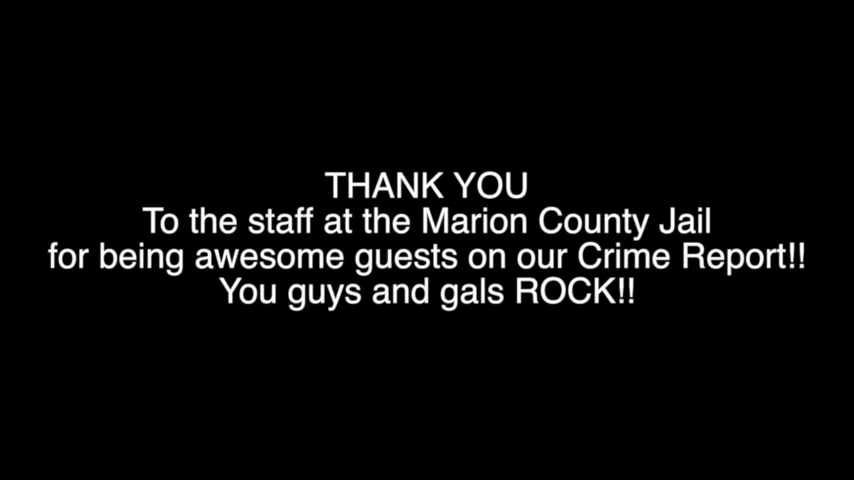 THANK YOU
To the staff at the Marion County Jail
for being awesome guests on our Crime Report!!
You guys and gals ROCK!!